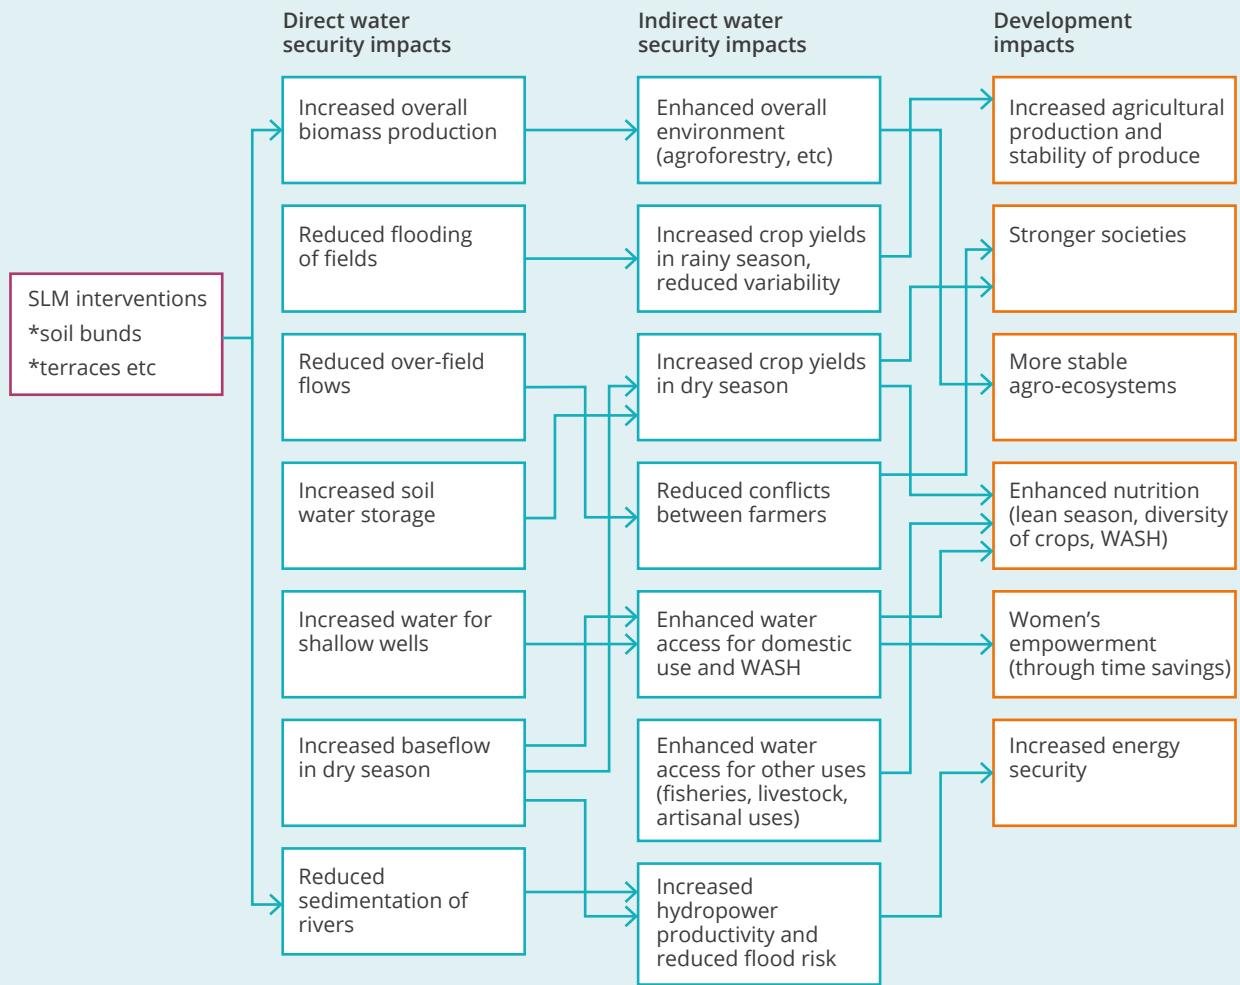 Direct water
security impacts
Indirect water
security impacts
Development
impacts
SLM interventions
*soil bunds
*terraces etc
Increased overall
biomass production
Reduced flooding
of fields
Reduced over-field
flows
Increased soil
water storage
Increased water for
shallow wells
Increased baseflow
in dry season
Reduced
sedimentation of
rivers
Enhanced overall
environment
(agroforestry, etc)
Increased crop yields
in rainy season,
reduced variability
Increased crop yields
in dry season
Reduced conflicts
between farmers
Enhanced water
access for domestic
use and WASH
Enhanced water
access for other uses
(fisheries, livestock,
artisanal uses)
Increased
hydropower
productivity and
reduced flood risk
Increased agricultural
production and
stability of produce
Stronger societies
More stable
agro-ecosystems
Enhanced nutrition
(lean season, diversity
of crops, WASH)
Women’s
empowerment
(through time savings)
Increased energy
security